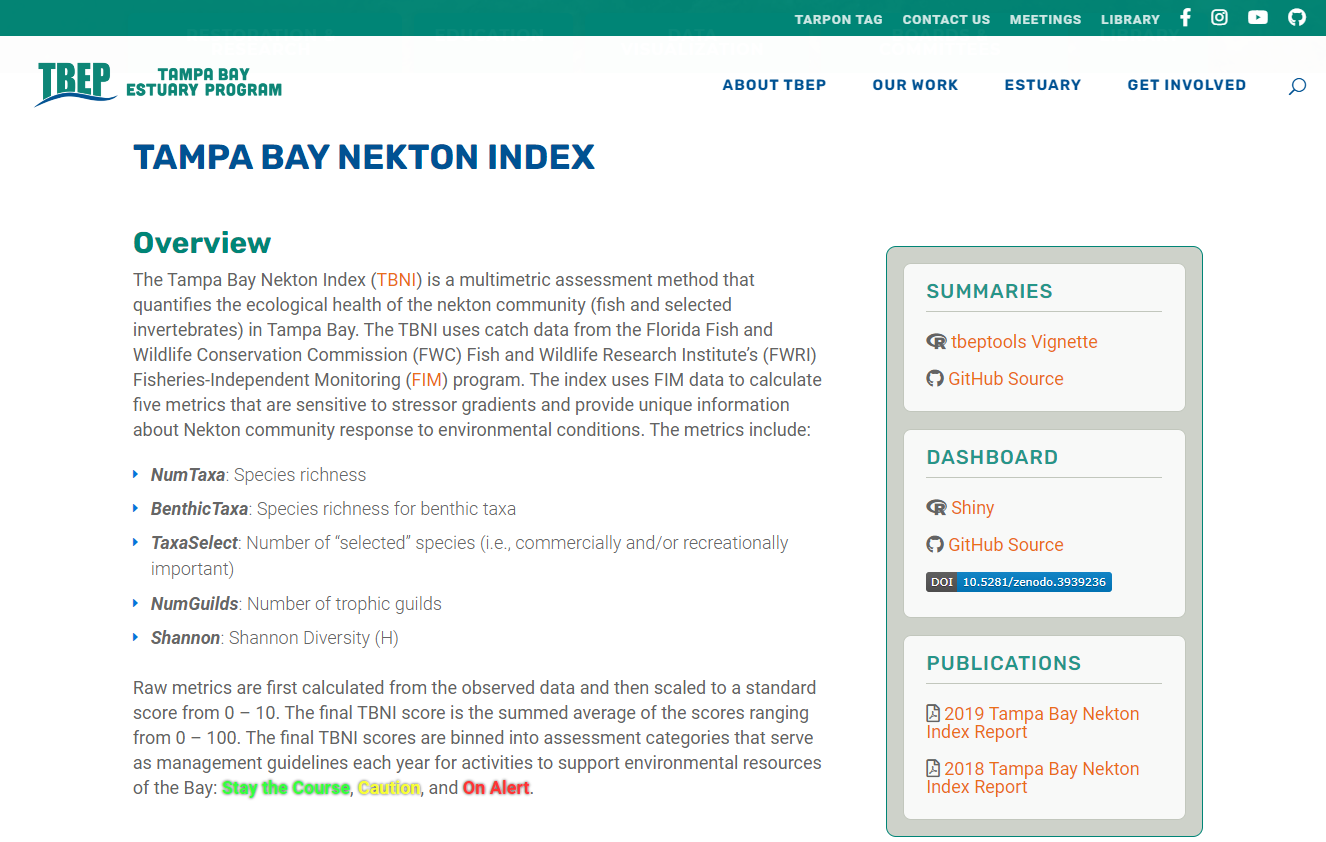 TARPON TAG CONTACT US MEETINGS LIBRARY
TBEP TAMPA BAY
ESTUARY PROGRAM
ABOUT TBEP OUR WORK ESTUARY GET INVOLVED
TAMPA BAY NEKTON INDEX
Overview
The Tampa Bay Nekton Index (TBNI) is a multimetric assessment method that
quantifies the ecological health of the nekton community (fish and selected
invertebrates) in Tampa Bay. The TBNI uses catch data from the Florida Fish and
Wildlife Conservation Commission (FWC) Fish and Wildlife Research Institute’s (FWRI)
Fisheries-Independent Monitoring (FIM) program. The index uses FIM data to calculate
five metrics that are sensitive to stressor gradients and provide unique information
about Nekton community response to environmental conditions. The metrics include:
NumTaxa: Species richness
BenthicTaxa: Species richness for benthic taxa
TaxaSelect: Number of “selected” species (i.e., commercially and/or recreationally
important)
NumGuilds: Number of trophic guilds
Shannon: Shannon Diversity (H)
Raw metrics are first calculated from the observed data and then scaled to a standard
score from 0 – 10. The final TBNI score is the summed average of the scores ranging
from 0 – 100. The final TBNI scores are binned into assessment categories that serve
as management guidelines each year for activities to support environmental resources
of the Bay: Stay the Course, Caution, and On Alert.
SUMMARIES
tbeptools Vignette
GitHub Source
DASHBOARD
Shiny
GitHub Source
DOI 10.5281/zenodo.3939236
PUBLICATIONS
2019 Tampa Bay Nekton
Index Report
2018 Tampa Bay Nekton
Index Report